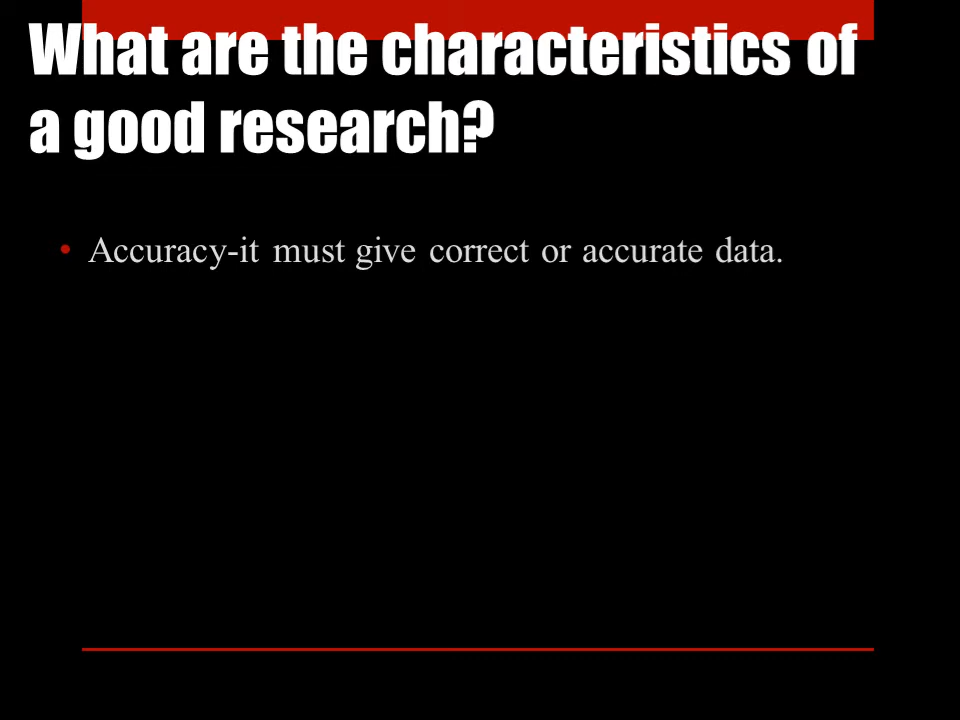 What are the characteristics of
a good research?
• Accuracy-it must give correct or accurate data.